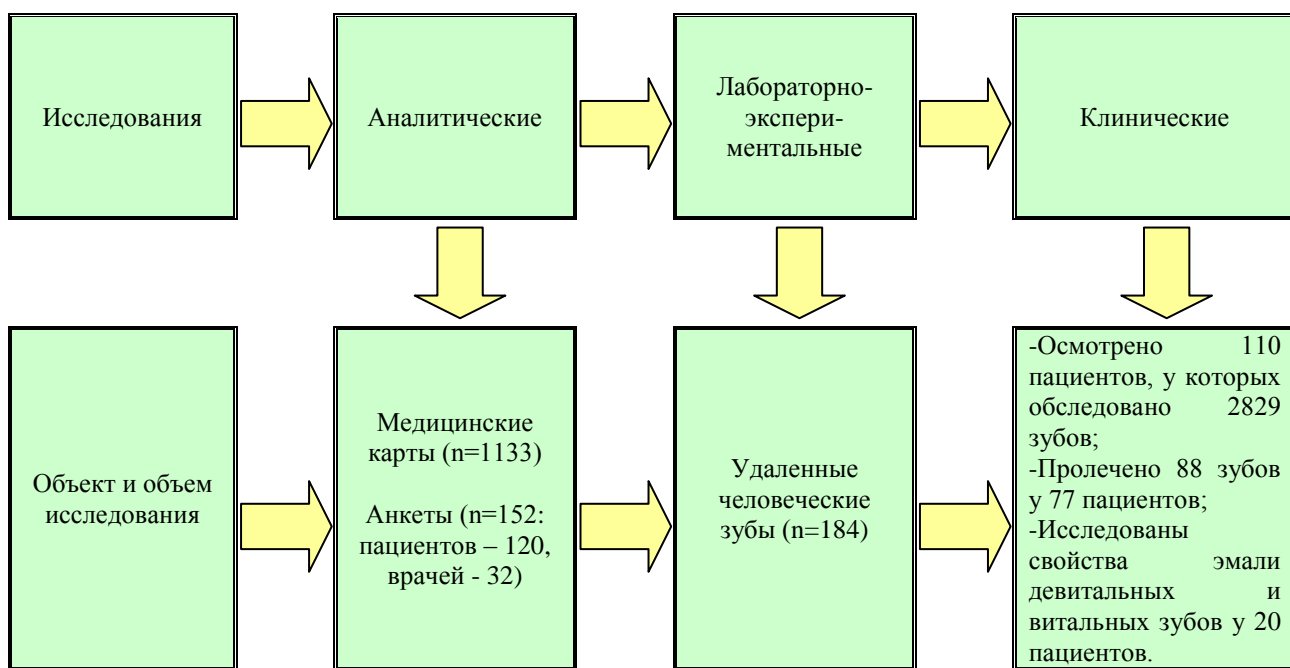 Исследования
Аналитические
Лабораторно-
экспери-
ментальные
Клинические
Объект и объем
исследования
Медицинские
карты (n=1133)
Анкеты (n=152:
пациентов – 120,
врачей - 32)
Удаленные
человеческие
зубы (n=184)
-Осмотрено 110
пациентов, у которых
обследовано 2829
зубов;
-Пролечено 88 зубов
у 77 пациентов;
-Исследованы
свойства эмали
девитальных и
витальных зубов у 20
пациентов.